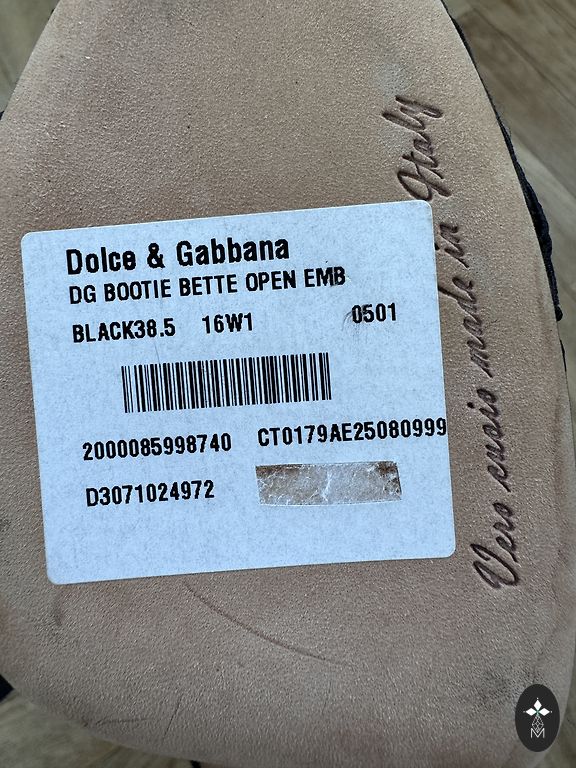 Dolce & Gabbana
DG BOOTIE BETTE OPEN EMB
BLACK38.5 16W1 0501
2000085998740 CT0179AE25080999
D3071024972
Vero cuoio made in Italy
M